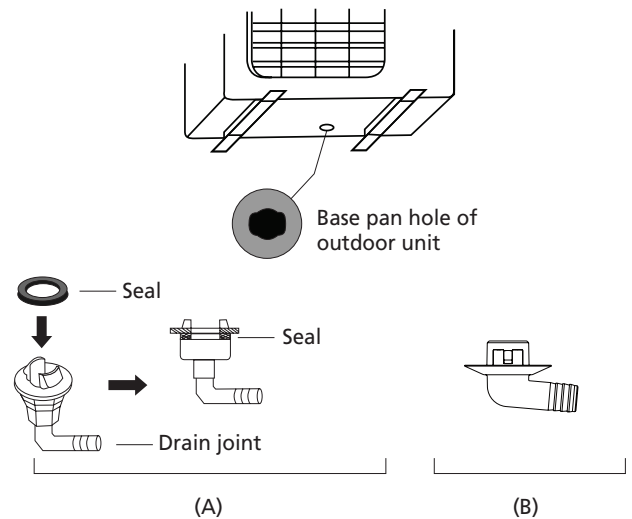 Base pan hole of
outdoor unit
Seal
Seal
Drain joint
(A)
(B)